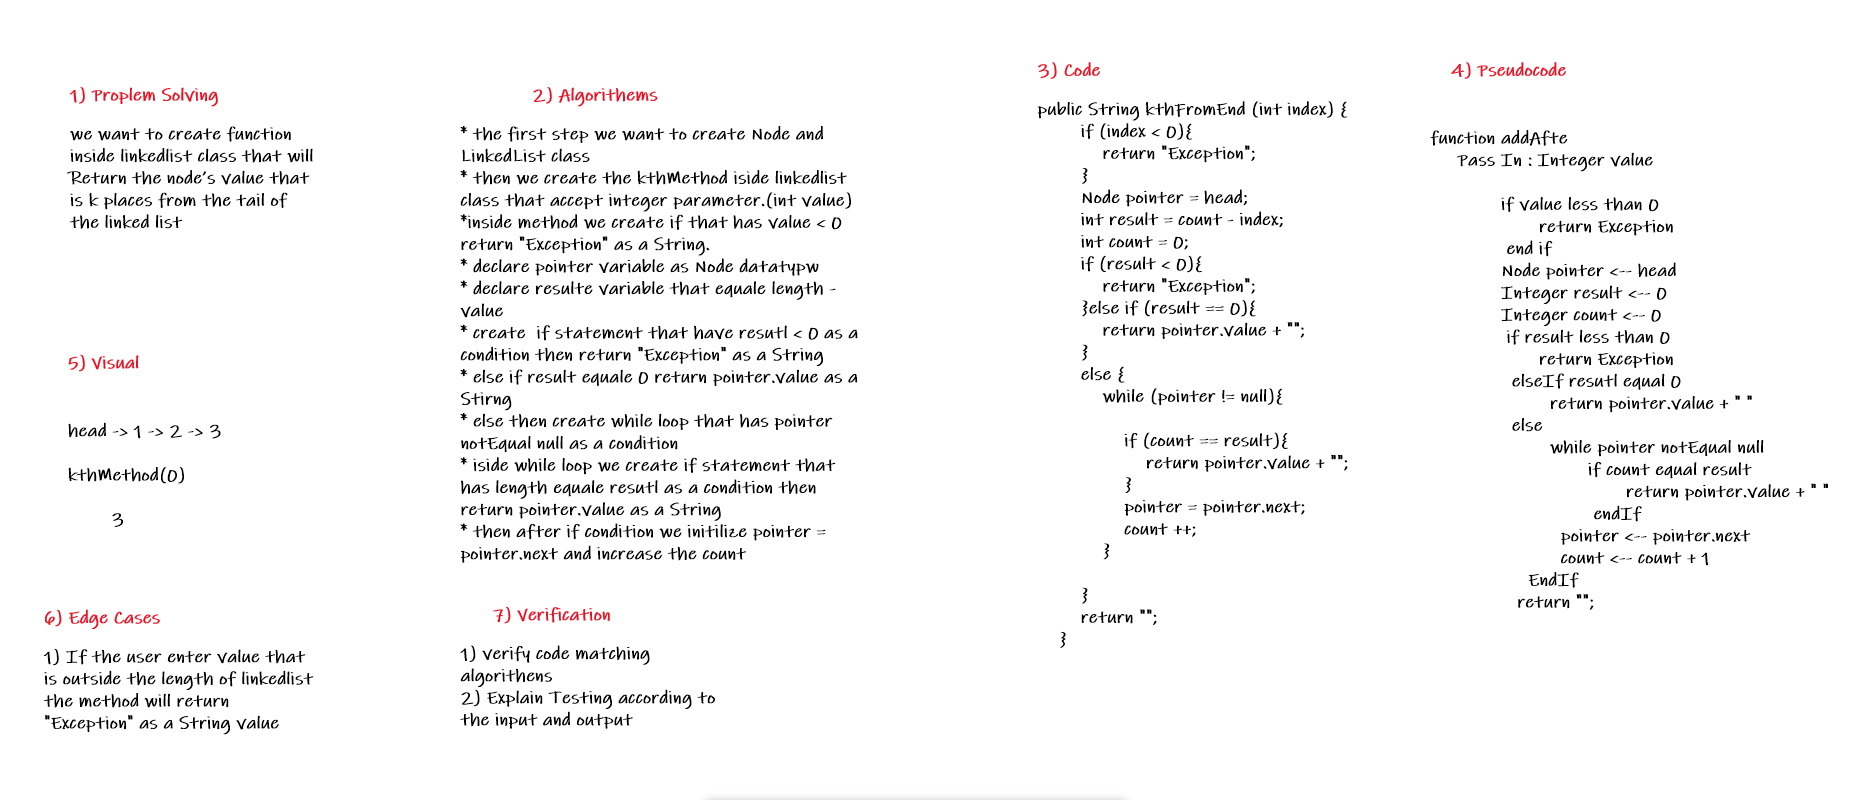 1) Proplem Solving
we want to create function
inside linkedlist class that will
Return the node's value that
is k places from the tail of
the linked list
2) Algorithems
* the first step we want to create Node and
LinkedList class
* then we create the kthMethod iside linkedlist
class that accept integer parameter.(int value)
*inside method we create if that has value < 0
return "Exception" as a String.
* declare pointer variable as Node datatypw
* declare resulte variable that equale length -
value
* create  if statement that have resutl < 0 as a
condition then return "Exception" as a String
* else if result equale 0 return pointer.value as a
Stirng
* else then create while loop that has pointer
notEqual null as a condition
* iside while loop we create if statement that
has length equale resutl as a condition then
return pointer.value as a String
* then after if condition we initilize pointer =
pointer.next and increase the count
3) Code
public String kthFromEnd (int index) {
if (index < 0){
return "Exception";
}
Node pointer = head;
int result = count - index;
int count = 0;
if (result < 0){
return "Exception";
}else if (result == 0){
return pointer.value + "";
}
else {
while (pointer != null){
if (count == result){
return pointer.value + "";
}
pointer = pointer.next;
count ++;
}
}
return "";
}
4) Pseudocode
function addAfte
Pass In : Integer value
if value less than 0
return Exception
end if
Node pointer <-- head
Integer result <-- 0
Integer count <-- 0
if result less than 0
return Exception
elseIf resutl equal 0
return pointer.value + " "
else
while pointer notEqual null
if count equal result
return pointer.value + " "
endIf
pointer <-- pointer.next
count <-- count + 1
EndIf
return "";
5) Visual
head -> 1 -> 2 -> 3
kthMethod(0)
3
6) Edge Cases
1) If the user enter value that
is outside the length of linkedlist
the method will return
"Exception" as a String value
7) Verification
1) verify code matching
algorithens
2) Explain Testing according to
the input and output